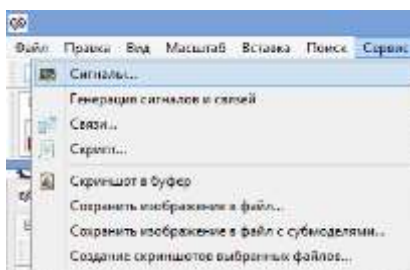 Файл Правка Вид Масштаб Вставка Поиск Сервис
Сигналы...
Генерация сигналов и связей
Связи...
Скрипт...
Скриншот в буфер
Сохранить изображение в файл...
Сохранить изображение в файл с субмоделями...
Создание скриншотов выбранных файлов...